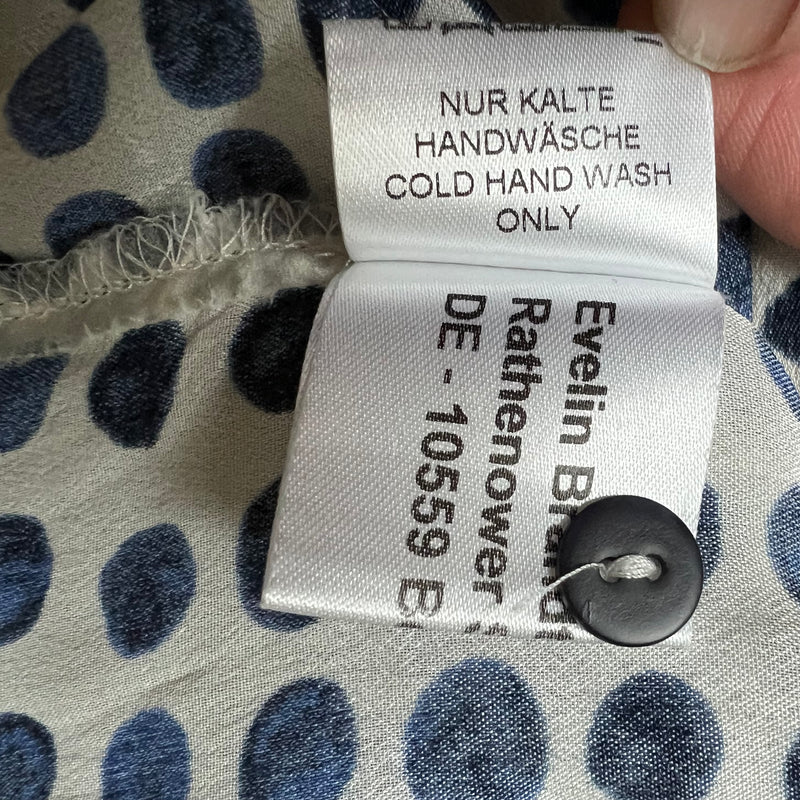 NUR KALTE
HANDWÄSCHE
COLD HAND WASH
ONLY
Evelin
Rathenower
DE - 10559